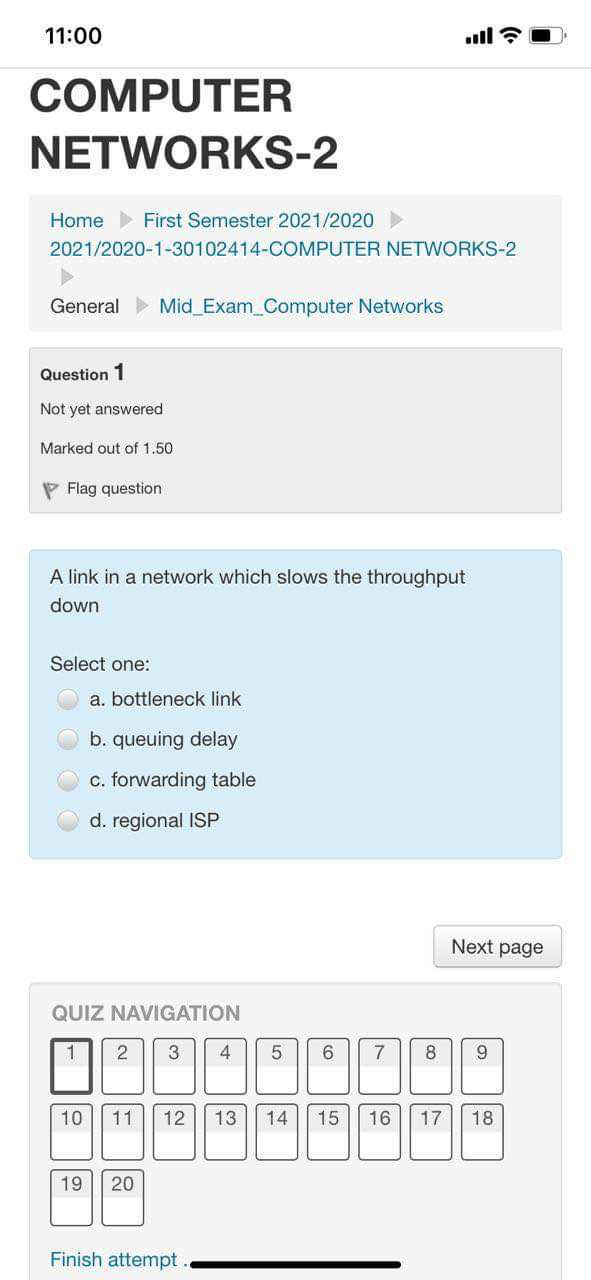 11:00
COMPUTER
NETWORKS-2
Home First Semester 2021/2020
2021/2020-1-30102414-COMPUTER NETWORKS-2
General Mid_Exam_Computer Networks
Question 1
Not yet answered
Marked out of 1.50
Flag question
A link in a network which slows the throughput
down
Select one:
a. bottleneck link
b. queuing delay
c. forwarding table
d. regional ISP
Next page
QUIZ NAVIGATION
1 2 3 4 5 6 7 8 9
10 11 12 13 14 15 16 17 18
19 20
Finish attempt .